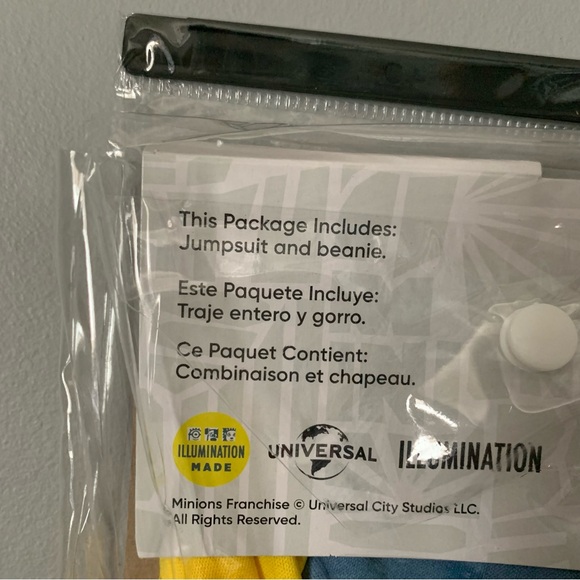 This Package Includes:
Jumpsuit and beanie.
Este Paquete Incluye:
Traje entero y gorro.
Ce Paquet Contient:
Combinaison et chapeau.
ILLUMINATION
MADE
UNIVERSAL
ILLUMINATION
Minions Franchise © Universal City Studios LLC.
All Rights Reserved.